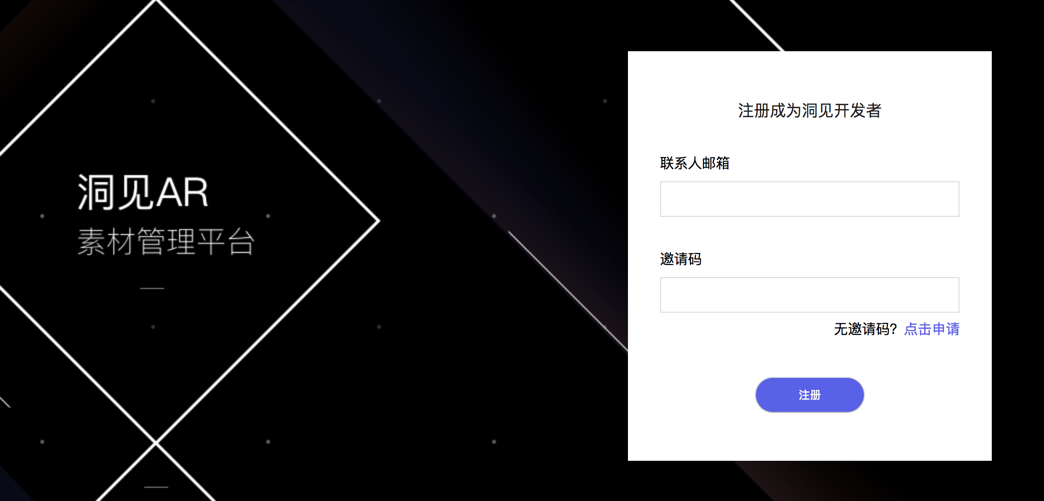 洞见AR
素材管理平台
注册成为洞见开发者
联系人邮箱
邀请码
无邀请码? 点击申请
注册